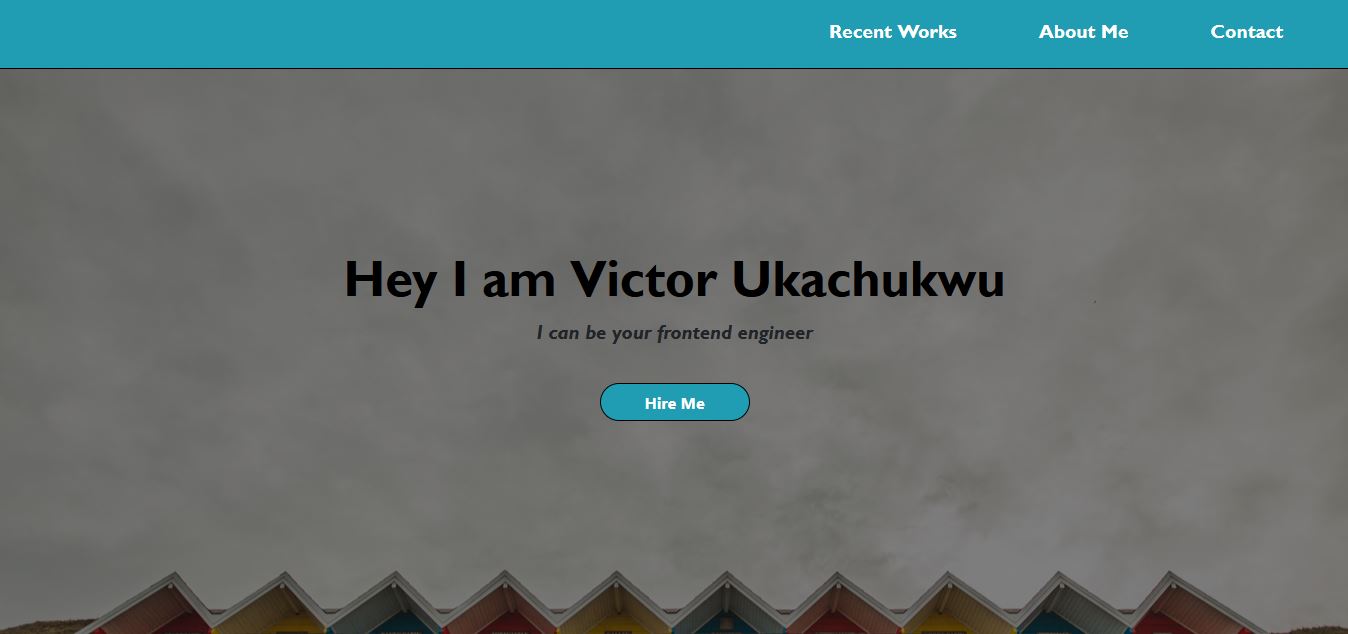 Recent Works About Me Contact
Hey I am Victor Ukachukwu
I can be your frontend engineer
Hire Me